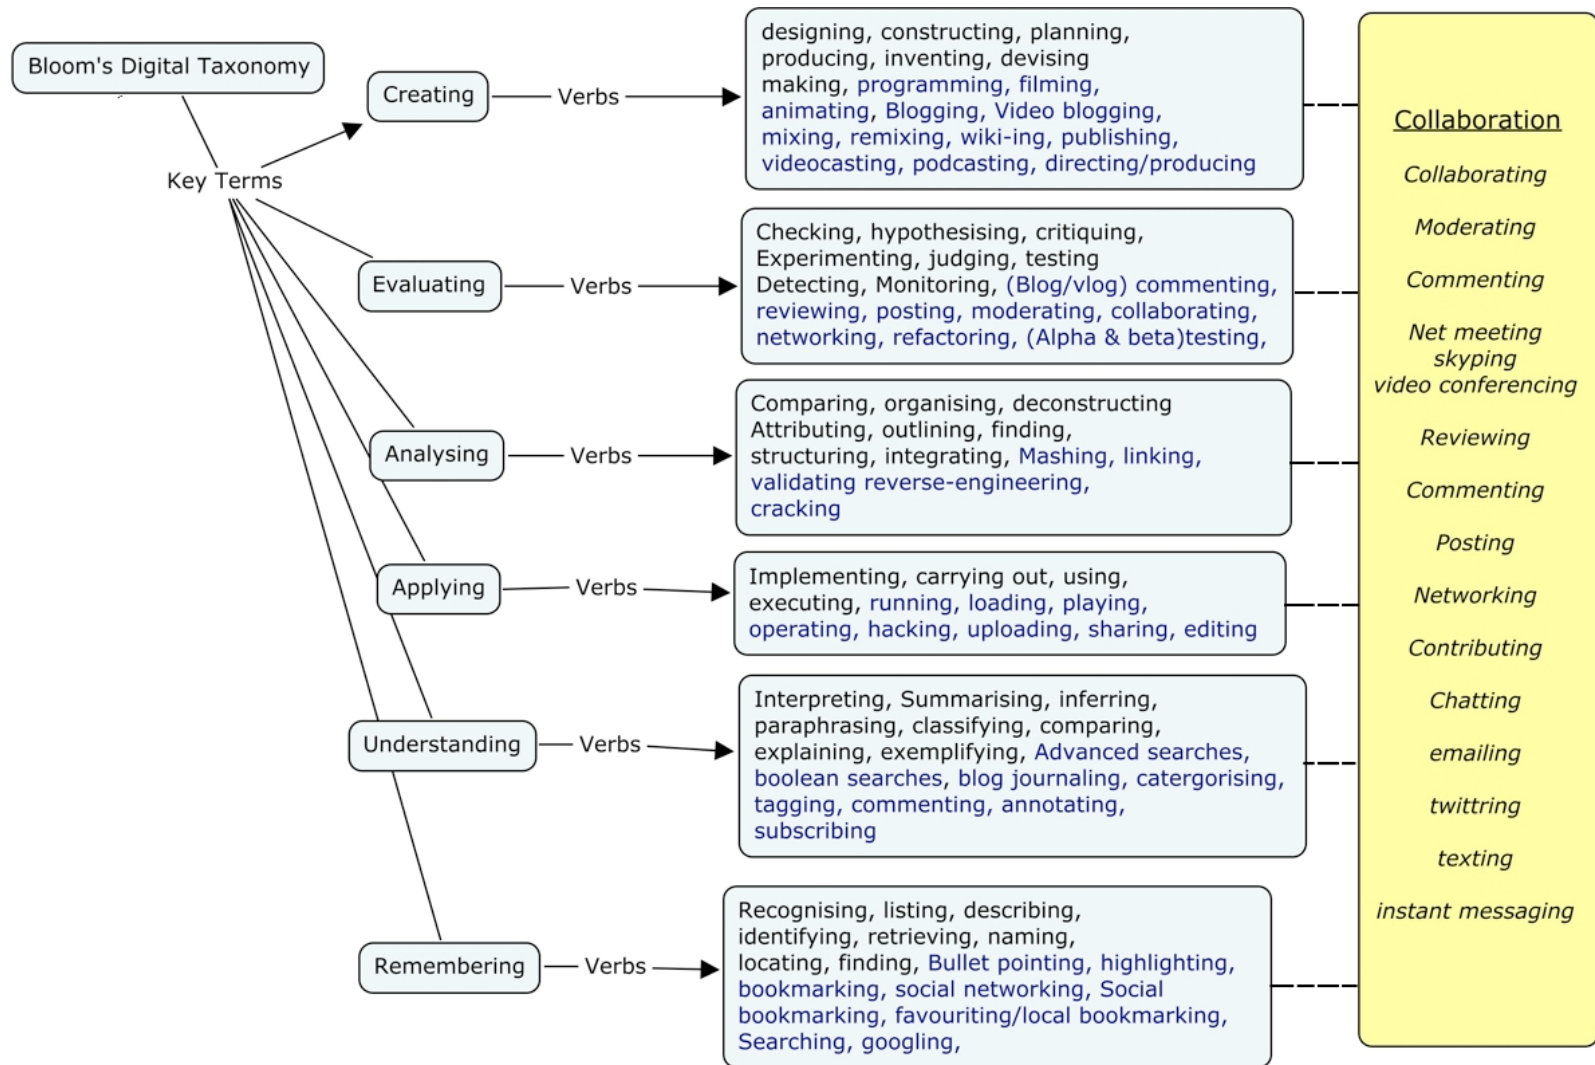 Bloom's Digital Taxonomy
Key Terms
Creating
Verbs
designing, constructing, planning,
producing, inventing, devising
making, programming, filming,
animating, Blogging, Video blogging,
mixing, remixing, wiki-ing, publishing,
videocasting, podcasting, directing/producing
Evaluating
Verbs
Checking, hypothesising, critiquing,
Experimenting, judging, testing
Detecting, Monitoring, (Blog/vlog) commenting,
reviewing, posting, moderating, collaborating,
networking, refactoring, (Alpha & beta)testing,
Analysing
Verbs
Comparing, organising, deconstructing
Attributing, outlining, finding,
structuring, integrating, Mashing, linking,
validating reverse-engineering,
cracking
Applying
Verbs
Implementing, carrying out, using,
executing, running, loading, playing,
operating, hacking, uploading, sharing, editing
Understanding
Verbs
Interpreting, Summarising, inferring,
paraphrasing, classifying, comparing,
explaining, exemplifying, Advanced searches,
boolean searches, blog journaling, catergorising,
tagging, commenting, annotating,
subscribing
Remembering
Verbs
Recognising, listing, describing,
identifying, retrieving, naming,
locating, finding, Bullet pointing, highlighting,
bookmarking, social networking, Social
bookmarking, favouriting/local bookmarking,
Searching, googling,
Collaboration
Collaborating
Moderating
Commenting
Net meeting
skyping
video conferencing
Reviewing
Commenting
Posting
Networking
Contributing
Chatting
emailing
twittring
texting
instant messaging